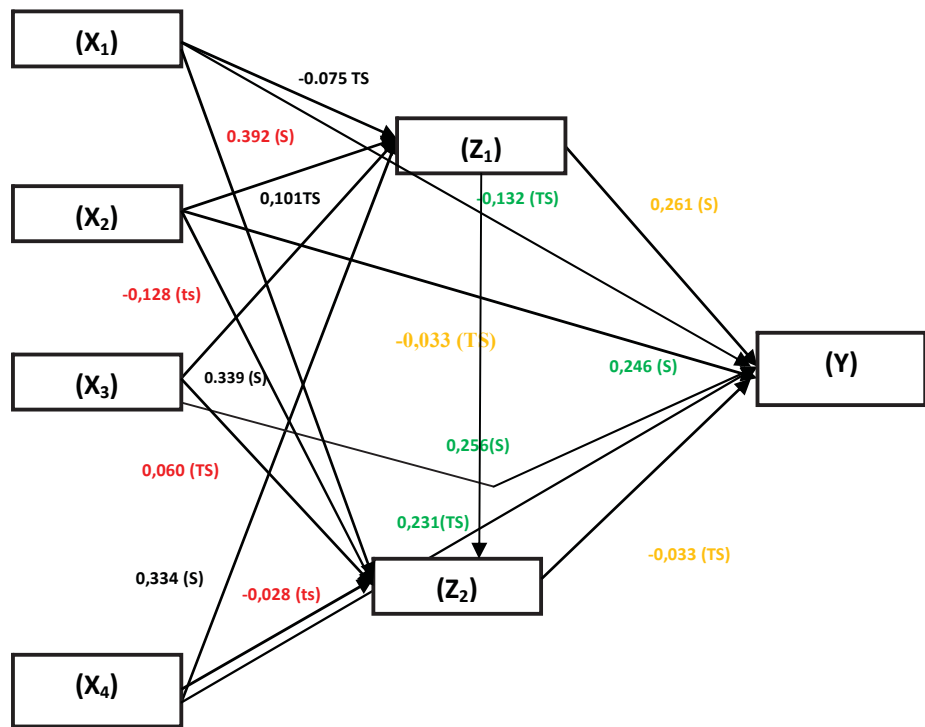 (X₁)
-0.075 TS
0.392 (S)
(Z₁)
(X₂)
0,101TS
-0,132 (TS)
0,261 (S)
-0,128 (ts)
-0,033 (TS)
(X₃)
0.339 (S)
0,246 (S)
(Y)
0,256(S)
0,060 (TS)
0,231(TS)
-0,033 (TS)
0,334 (S)
-0,028 (ts)
(Z₂)
(X₄)